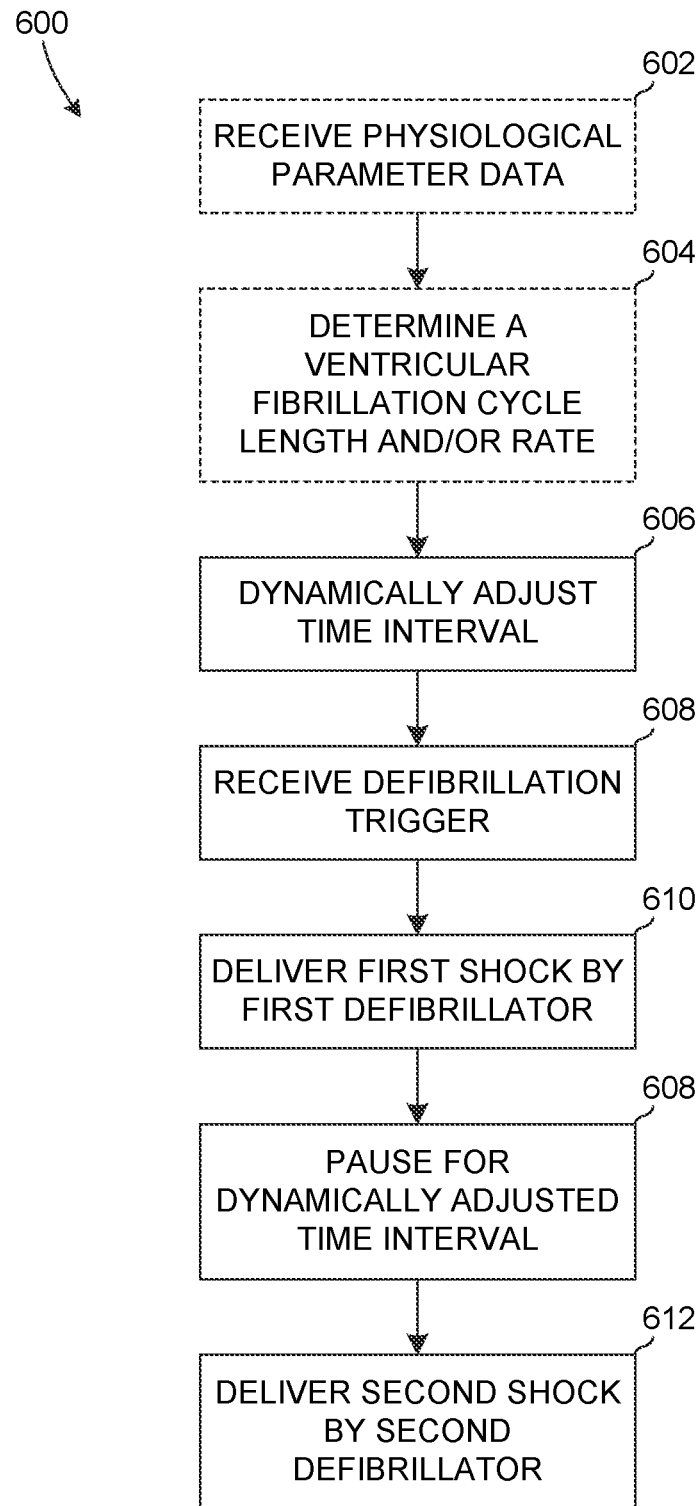 600
602
RECEIVE PHYSIOLOGICAL
PARAMETER DATA
604
DETERMINE A
VENTRICULAR
FIBRILLATION CYCLE
LENGTH AND/OR RATE
606
DYNAMICALLY ADJUST
TIME INTERVAL
608
RECEIVE DEFIBRILLATION
TRIGGER
610
DELIVER FIRST SHOCK BY
FIRST DEFIBRILLATOR
608
PAUSE FOR
DYNAMICALLY ADJUSTED
TIME INTERVAL
612
DELIVER SECOND SHOCK
BY SECOND
DEFIBRILLATOR